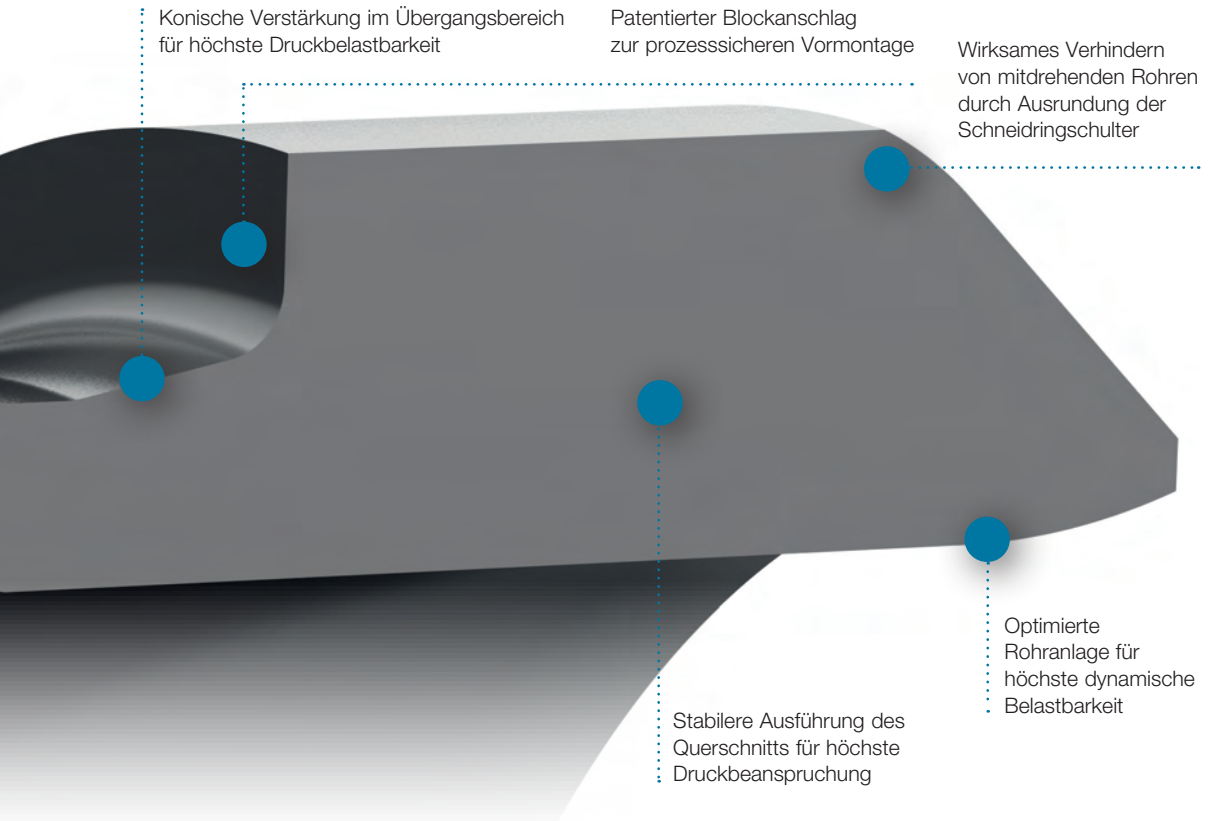 Konische Verstärkung im Übergangsbereich
für höchste Druckbelastbarkeit
Patentierter Blockanschlag
zur prozesssicheren Vormontage
Wirksames Verhindern
von mitdrehenden Rohren
durch Ausrundung der
Schneidringschulter
Optimierte
Rohranlage für
höchste dynamische
Belastbarkeit
Stabilere Ausführung des
Querschnitts für höchste
Druckbeanspruchung